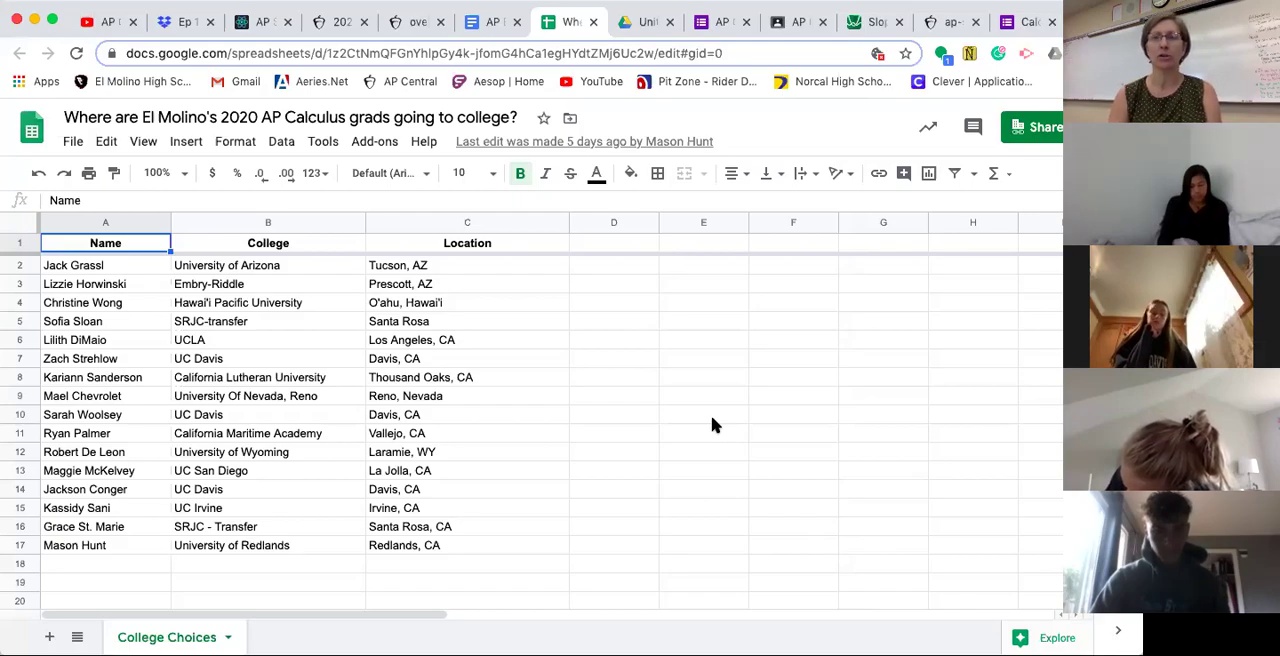 AP
Ep 1
AP S
202
ove
AP
Whe
Unit
AP
AP
Slop
ap-s
Calc
docs.google.com/spreadsheets/d/
/edit#gid=0
Apps El Molino High Sc... Gmail Aeries.Net AP Central Aesop | Home YouTube Pit Zone - Rider D... Norcal High Scho... Clever | Applicatio...
Where are El Molino's 2020 AP Calculus grads going to college?
Share
File Edit View Insert Format Data Tools Add-ons Help Last edit was made 5 days ago by Mason Hunt
100% $ % .0 .00 123 Default (Ari... 10 B I S A
fx Name
A B C D E F G H
1 Name College Location
2 Jack Grassl University of Arizona Tucson, AZ
3 Lizzie Horwinski Embry-Riddle Prescott, AZ
4 Christine Wong Hawai'i Pacific University O'ahu, Hawai'i
5 Sofia Sloan SRJC-transfer Santa Rosa
6 Lilith DiMaio UCLA Los Angeles, CA
7 Zach Strehlow UC Davis Davis, CA
8 Kariann Sanderson California Lutheran University Thousand Oaks, CA
9 Mael Chevrolet University Of Nevada, Reno Reno, Nevada
10 Sarah Woolsey UC Davis Davis, CA
11 Ryan Palmer California Maritime Academy Vallejo, CA
12 Robert De Leon University of Wyoming Laramie, WY
13 Maggie McKelvey UC San Diego La Jolla, CA
14 Jackson Conger UC Davis Davis, CA
15 Kassidy Sani UC Irvine Irvine, CA
16 Grace St. Marie SRJC - Transfer Santa Rosa, CA
17 Mason Hunt University of Redlands Redlands, CA
18
19
20
College Choices Explore